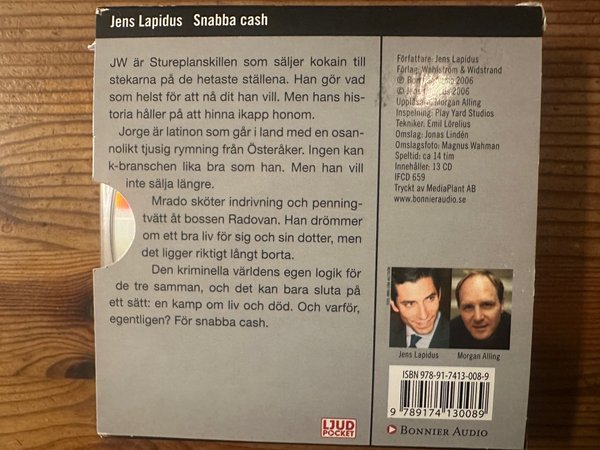 Jens Lapidus Snabba cash
JW är Stureplanskillen som säljer kokain till
stekarna på de hetaste ställena. Han gör vad
som helst för att nå dit han vill. Men hans his-
toria håller på att hinna ikapp honom.
Jorge är latinon som går i land med en osan-
nolikt tjusig rymning från Österåker. Ingen kan
k-branschen lika bra som han. Men han vill
inte sälja längre.
Mrado sköter indrivning och penning-
tvätt åt bossen Radovan. Han drömmer
om ett bra liv för sig och sin dotter, men
det ligger riktigt långt borta.
Den kriminella världens egen logik för
de tre samman, och det kan bara sluta på
ett sätt: en kamp om liv och död. Och varför,
egentligen? För snabba cash.
LJUD
POCKET
Författare: Jens Lapidus
Förlag: Wahlström & Widstrand
℗ Bonnier 2006
© Jens 2006
Morgan Alling
Inspelning: Play Yard Studios
Tekniker: Emil Lörelius
Omslag: Jonas Lindén
Omslagsfoto: Magnus Wahman
Speltid: ca 14 tim
Innehåller: 13 CD
IFCD 659
Tryckt av MediaPlant AB
www.bonnieraudio.se
Jens Lapidus
Morgan Alling
ISBN 978-91-7413-008-9
9 789174 130089
BONNIER AUDIO